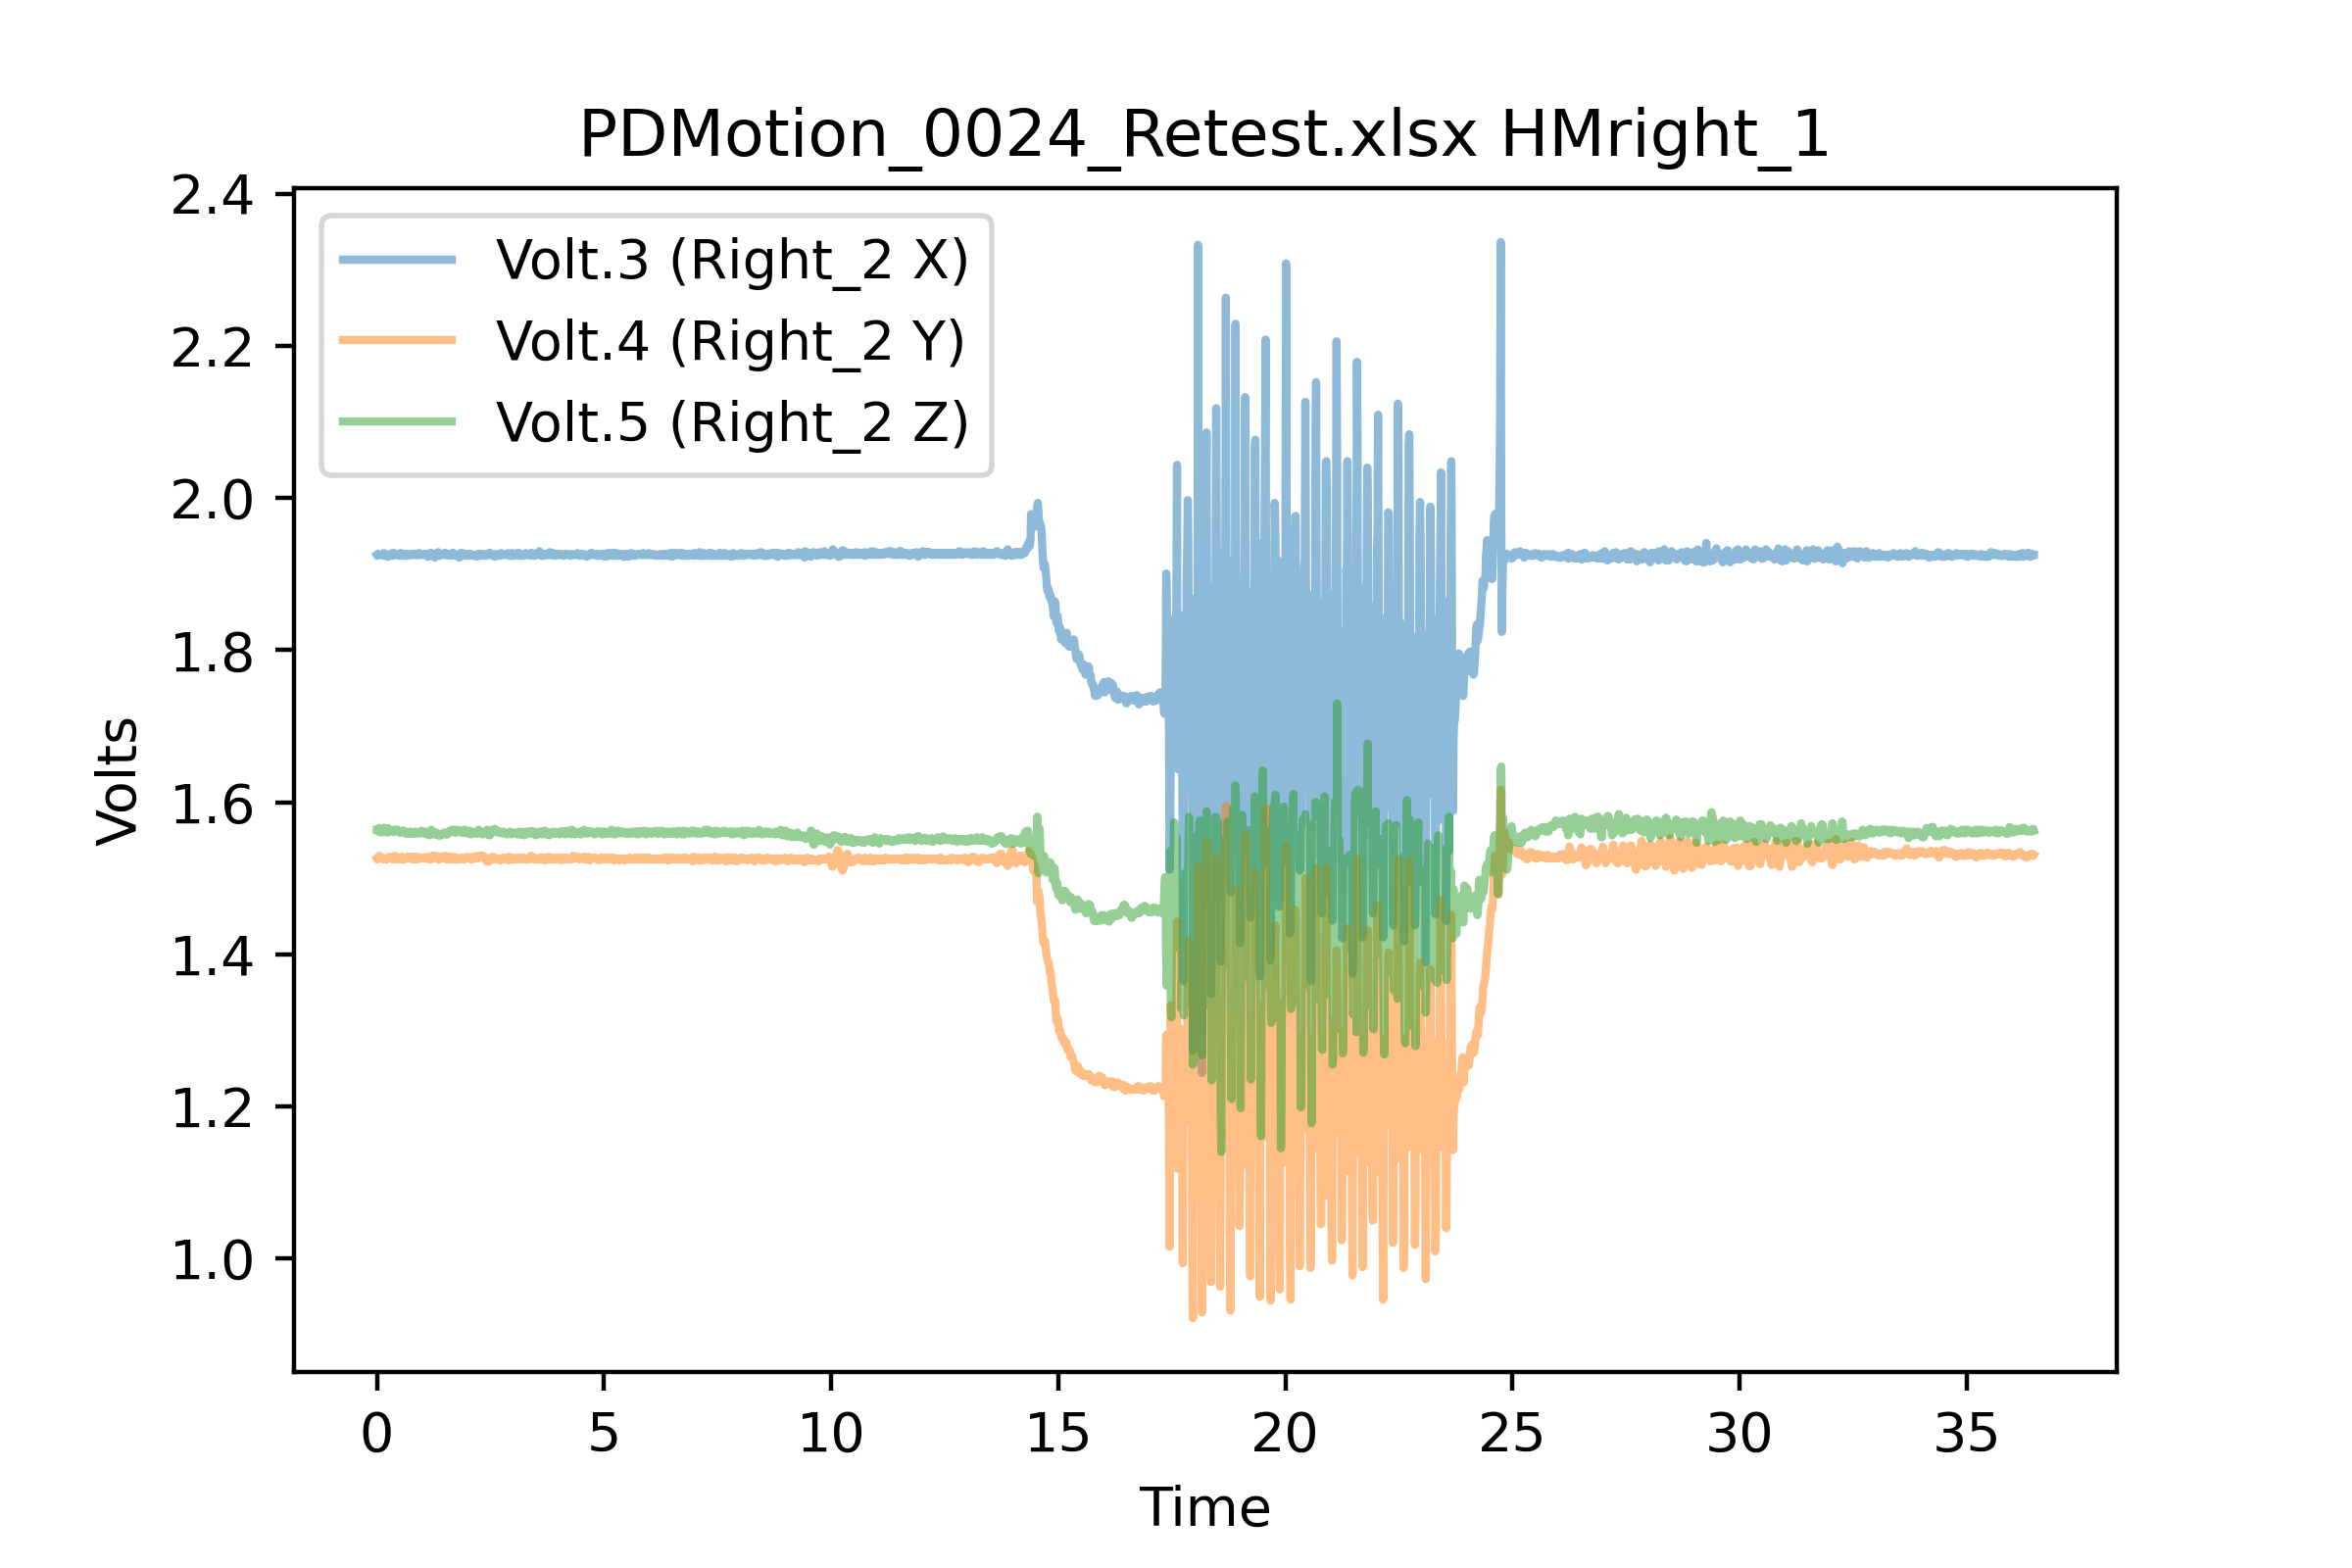 PDMotion_0024_Retest.xlsx HMright_1
2.4
2.2
2.0
1.8
1.6
1.4
1.2
1.0
Volts
Volt.3 (Right_2 X)
Volt.4 (Right_2 Y)
Volt.5 (Right_2 Z)
0 5 10 15 20 25 30 35
Time